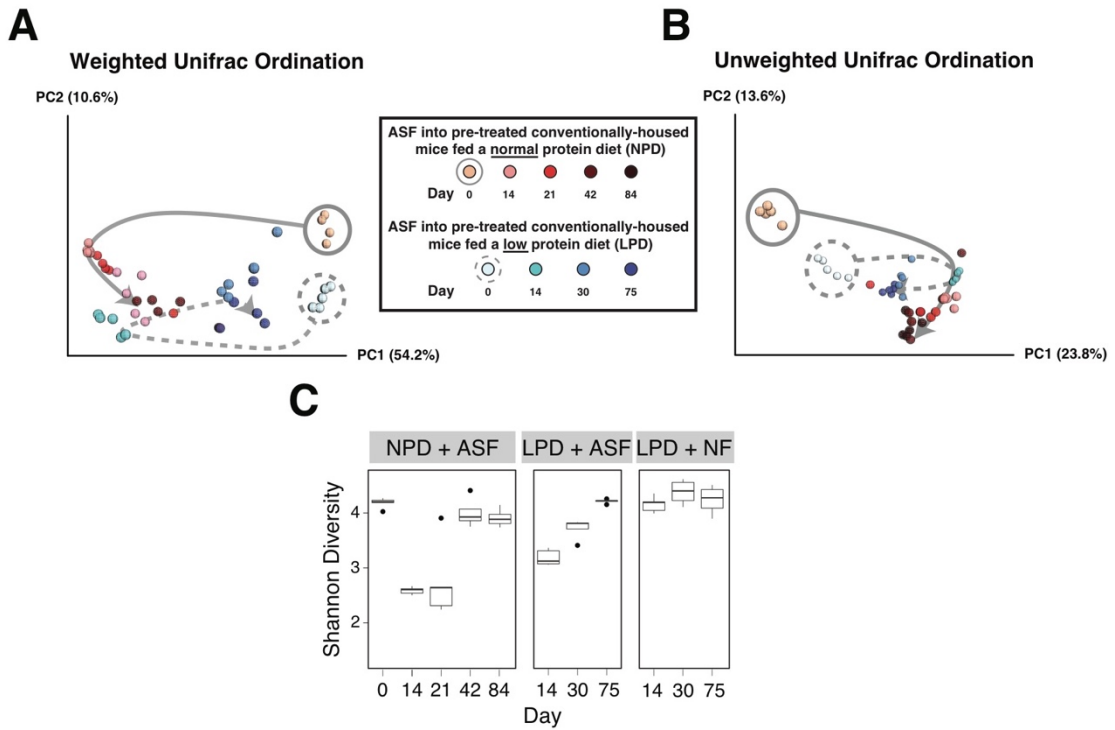 A
Weighted Unifrac Ordination
PC2 (10.6%)
PC1 (54.2%)
ASF into pre-treated conventionally-housed
mice fed a normal protein diet (NPD)
Day 0 14 21 42 84
ASF into pre-treated conventionally-housed
mice fed a low protein diet (LPD)
Day 0 14 30 75
B
Unweighted Unifrac Ordination
PC2 (13.6%)
PC1 (23.8%)
C
NPD + ASF LPD + ASF LPD + NF
Shannon Diversity
4
3
2
0 14 21 42 84 14 30 75 14 30 75
Day